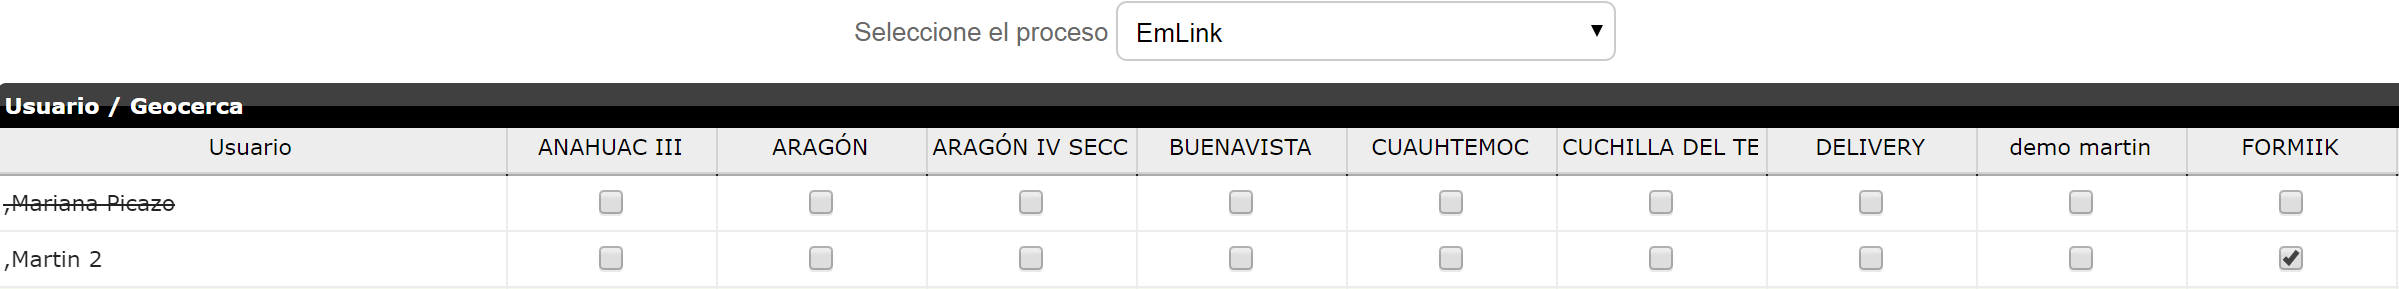 Seleccione el proceso EmLink
Usuario / Geocerca
Usuario ANAHUAC III ARAGÓN ARAGÓN IV SECC BUENAVISTA CUAUHTEMOC CUCHILLA DEL TE DELIVERY demo martin FORMIIK
,Mariana Picazo
,Martin 2